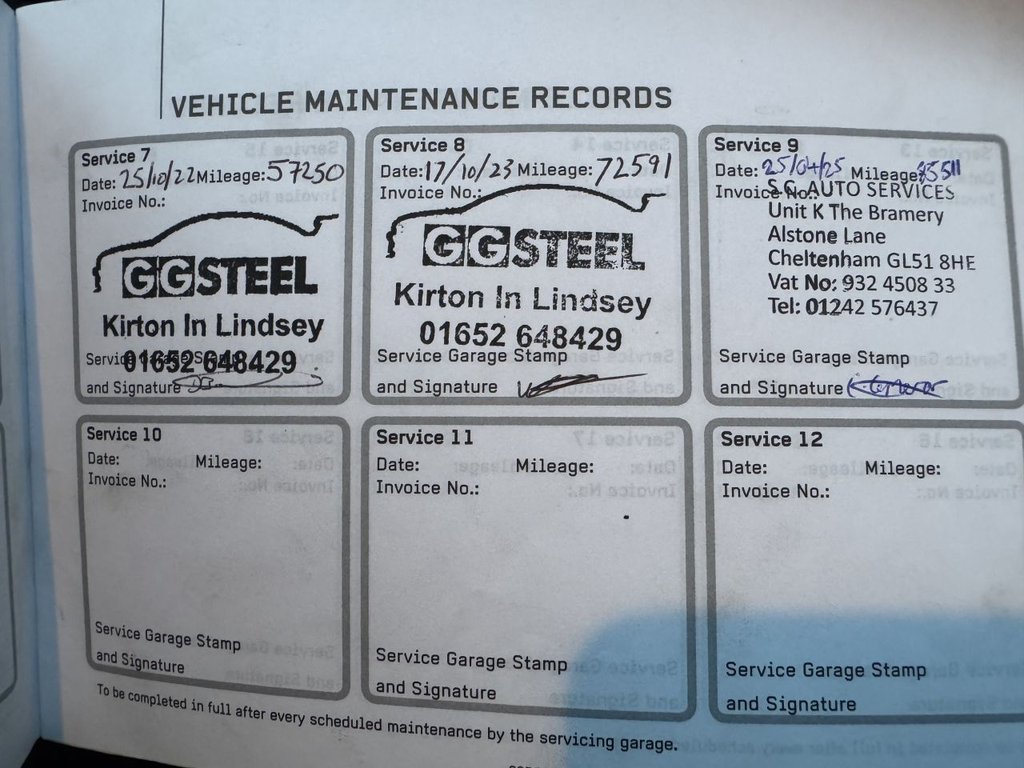 VEHICLE MAINTENANCE RECORDS
Service 7
Date: 25/10/22 Mileage: 57250
Invoice No.:
GGSTEEL
Kirton In Lindsey
01652 648429
Service Garage Stamp
and Signature
Service 8
Date: 17/10/23 Mileage: 72591
Invoice No.:
GGSTEEL
Kirton In Lindsey
01652 648429
Service Garage Stamp
and Signature
Service 9
Date: 25/04/25 Mileage:
Invoice No.:
S.G. AUTO SERVICES
Unit K The Bramery
Alstone Lane
Cheltenham GL51 8HE
Vat No: 932 4508 33
Tel: 01242 576437
Service Garage Stamp
and Signature
Service 10
Date: Mileage:
Invoice No.:
Service Garage Stamp
and Signature
Service 11
Date: Mileage:
Invoice No.:
Service Garage Stamp
and Signature
Service 12
Date: Mileage:
Invoice No.:
Service Garage Stamp
and Signature
To be completed in full after every scheduled maintenance by the servicing garage.